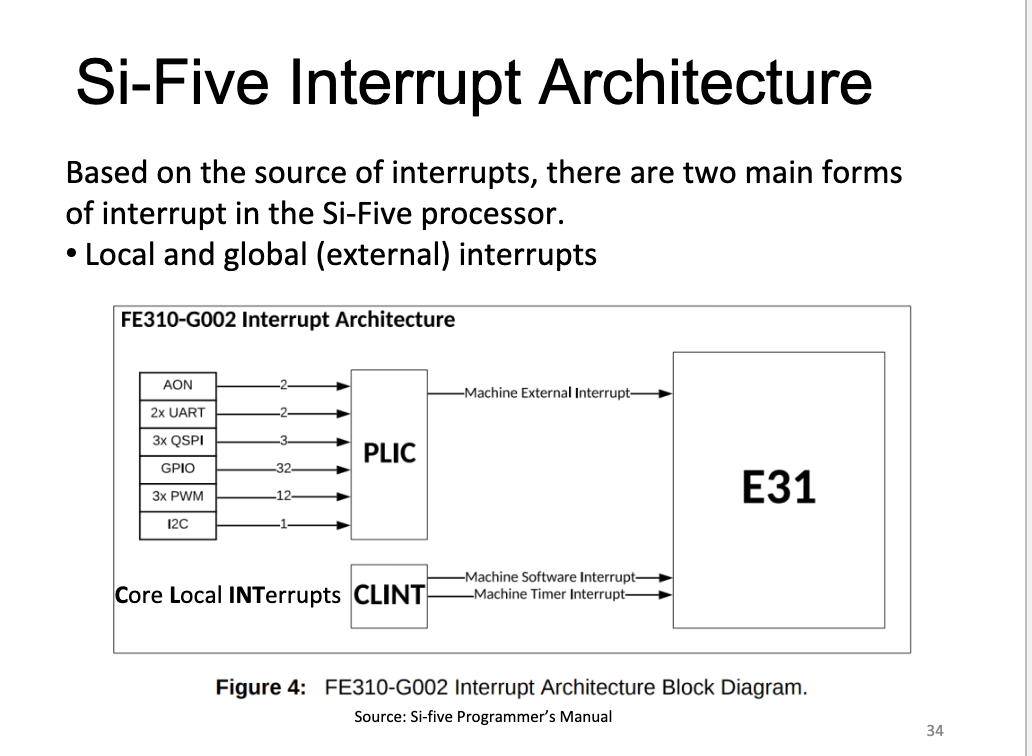 Si-Five Interrupt Architecture
Based on the source of interrupts, there are two main forms
of interrupt in the Si-Five processor.
• Local and global (external) interrupts
FE310-G002 Interrupt Architecture
AON 2
2x UART 2
3x QSPI 3
GPIO 32
3x PWM 12
I2C 1
PLIC
Machine External Interrupt
E31
Core Local INTerrupts CLINT
Machine Software Interrupt
Machine Timer Interrupt
Figure 4: FE310-G002 Interrupt Architecture Block Diagram.
Source: Si-five Programmer's Manual
34